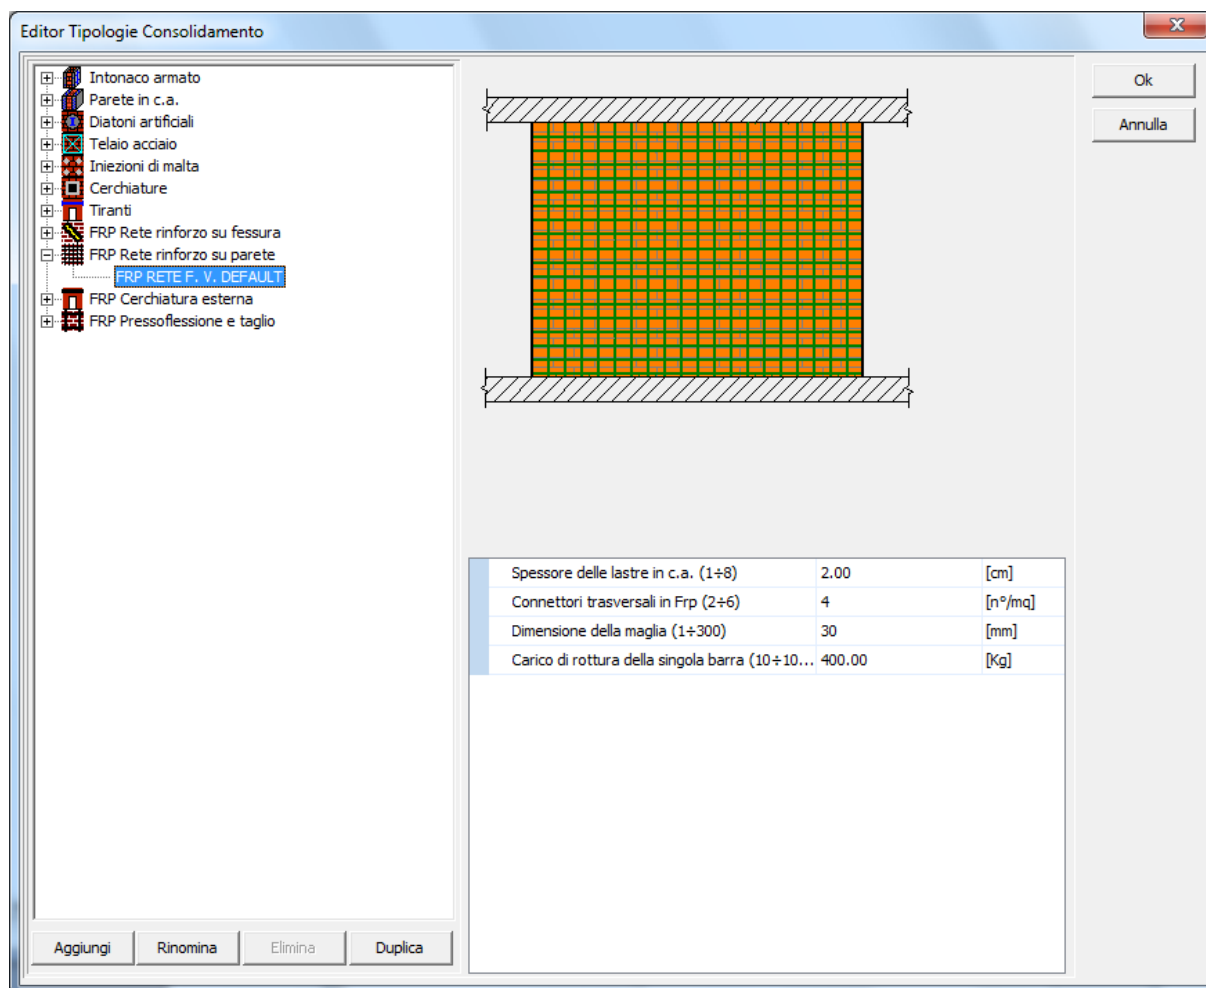 Editor Tipologie Consolidamento
Intonaco armato
Parete in c.a.
Diatoni artificiali
Telaio acciaio
Iniezioni di malta
Cerchiature
Tiranti
FRP Rete rinforzo su fessura
FRP Rete rinforzo su parete
FRP RETE F. V. DEFAULT
FRP Cerchiatura esterna
FRP Pressoflessione e taglio
Aggiungi Rinomina Elimina Duplica
Spessore delle lastre in c.a. (1÷8) 2.00 [cm]
Connettori trasversali in Frp (2÷6) 4 [n°/mq]
Dimensione della maglia (1÷300) 30 [mm]
Carico di rottura della singola barra (10÷10... 400.00 [Kg]
Ok
Annulla